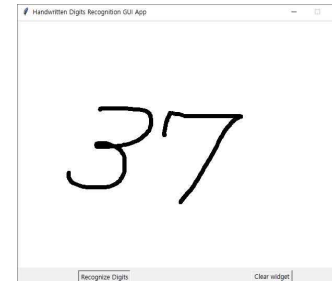 Handwritten Digits Recognition GUI App
37
Recognize Digits Clear widget